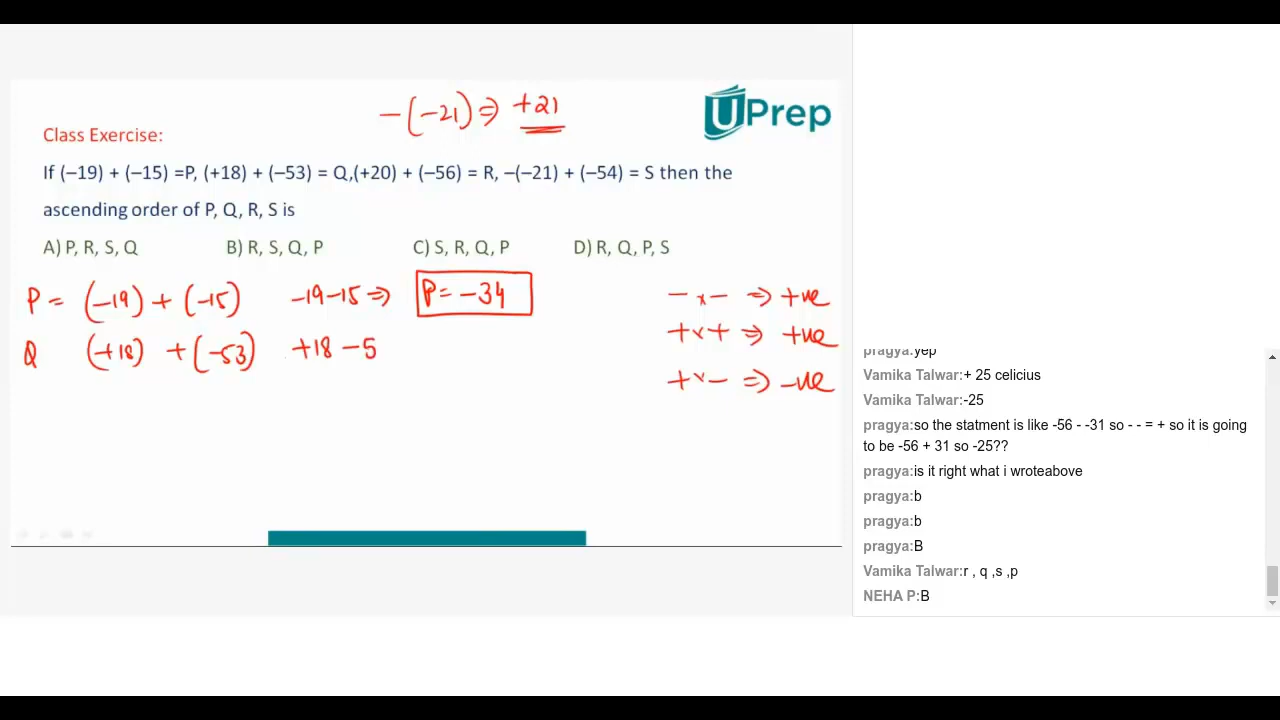 -(-21) ⇒ +21
UPrep
Class Exercise:
If (–19) + (–15) =P, (+18) + (–53) = Q,(+20) + (–56) = R, –(–21) + (–54) = S then the
ascending order of P, Q, R, S is
A) P, R, S, Q B) R, S, Q, P C) S, R, Q, P D) R, Q, P, S
P = (-19) + (-15) -19-15 ⇒ P = -34
Q (+18) + (-53) +18 -5
- x - ⇒ +ve
+ x + ⇒ +ve
+ x - ⇒ -ve
pragya:yep
Vamika Talwar:+ 25 celicius
Vamika Talwar:-25
pragya:so the statment is like -56 - -31 so - - = + so it is going
to be -56 + 31 so -25??
pragya:is it right what i wroteabove
pragya:b
pragya:b
pragya:B
Vamika Talwar:r , q ,s ,p
NEHA P:B